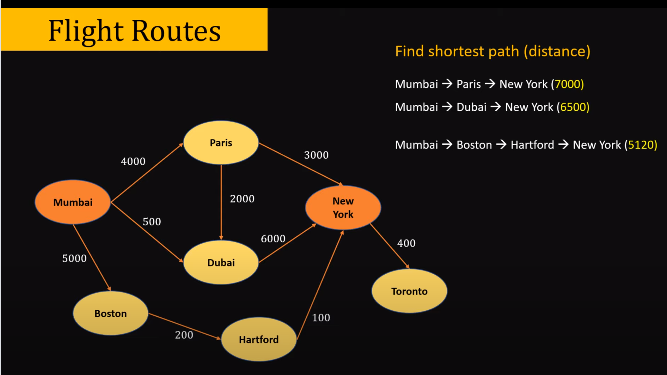 Flight Routes
Find shortest path (distance)
Mumbai → Paris → New York (7000)
Mumbai → Dubai → New York (6500)
Mumbai → Boston → Hartford → New York (5120)
Paris
4000
3000
Mumbai
2000
New
York
500
6000
Dubai
400
5000
Toronto
Boston
100
200
Hartford